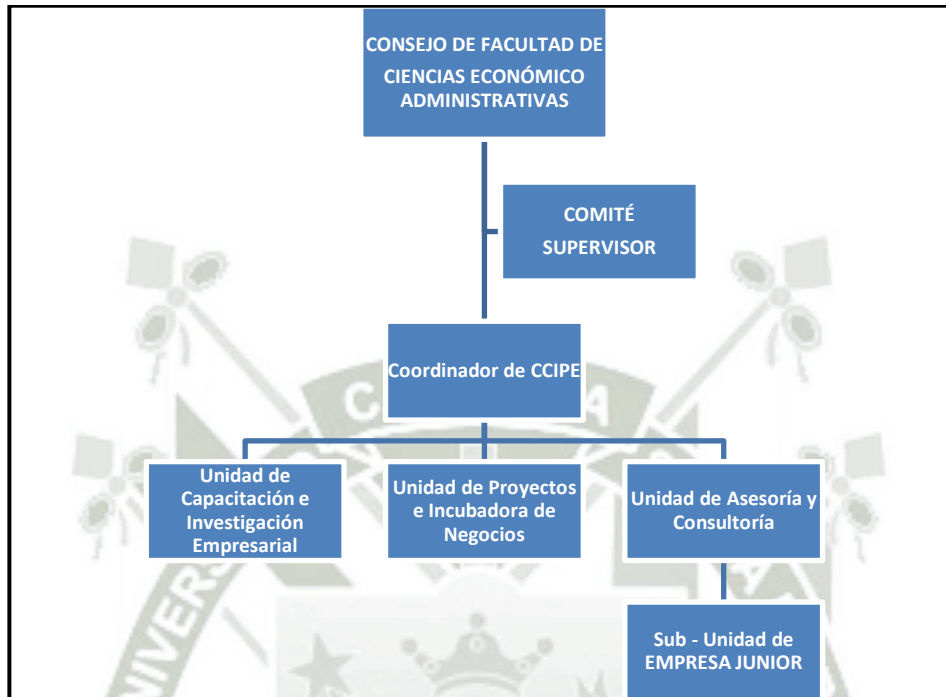 CONSEJO DE FACULTAD DE
CIENCIAS ECONÓMICO
ADMINISTRATIVAS
COMITÉ
SUPERVISOR
Coordinador de CCIPE
Unidad de
Capacitación e
Investigación
Empresarial
Unidad de Proyectos
e Incubadora de
Negocios
Unidad de Asesoría y
Consultoría
Sub - Unidad de
EMPRESA JUNIOR